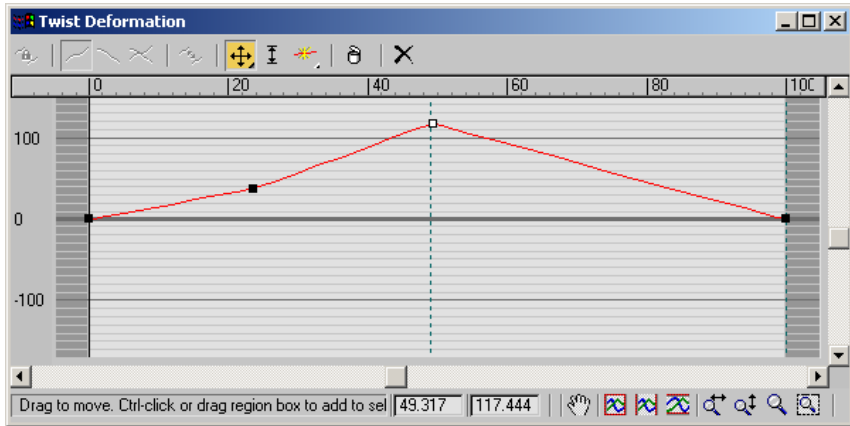 Twist Deformation
0 20 40 60 80 100
100
0
-100
Drag to move. Ctrl-click or drag region box to add to sel 49.317 117.444